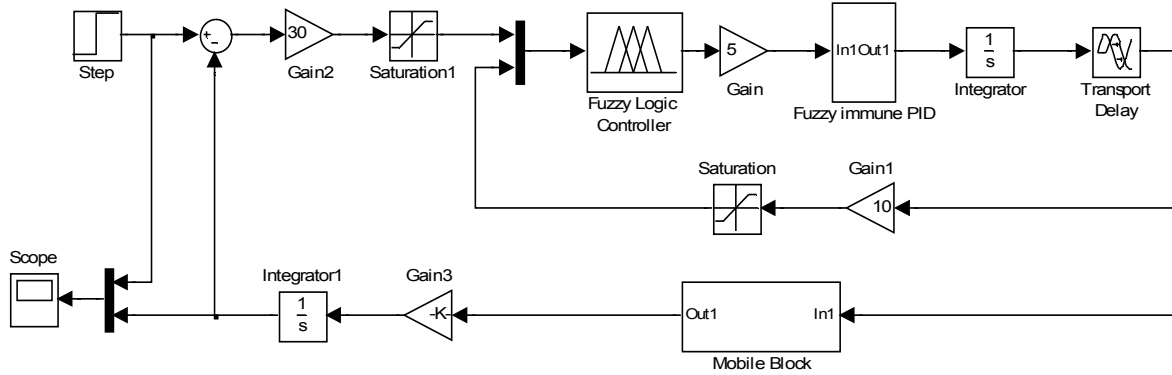 Step
+
−
30
Gain2
Saturation1
Fuzzy Logic
Controller
5
Gain
In1Out1
Fuzzy immune PID
1
s
Integrator
Transport
Delay
Saturation
Gain1
10
Scope
Integrator1
1
s
Gain3
-K-
Out1
In1
Mobile Block